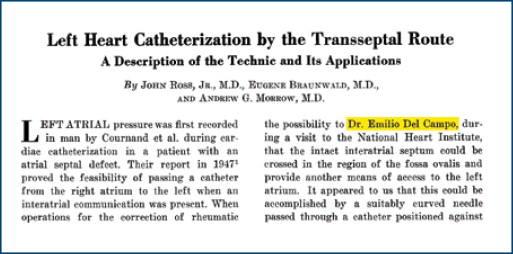 Left Heart Catheterization by the Transseptal Route
A Description of the Technic and Its Applications
By John Ross, Jr., M.D., Eugene Braunwald, M.D.,
and Andrew G. Morrow, M.D.
LEFT ATRIAL pressure was first recorded
in man by Cournand et al. during car-
diac catheterization in a patient with an
atrial septal defect. Their report in 1947¹
proved the feasibility of passing a catheter
from the right atrium to the left when an
interatrial communication was present. When
operations for the correction of rheumatic
the possibility to Dr. Emilio Del Campo, dur-
ing a visit to the National Heart Institute,
that the intact interatrial septum could be
crossed in the region of the fossa ovalis and
provide another means of access to the left
atrium. It appeared to us that this could be
accomplished by a suitably curved needle
passed through a catheter positioned against